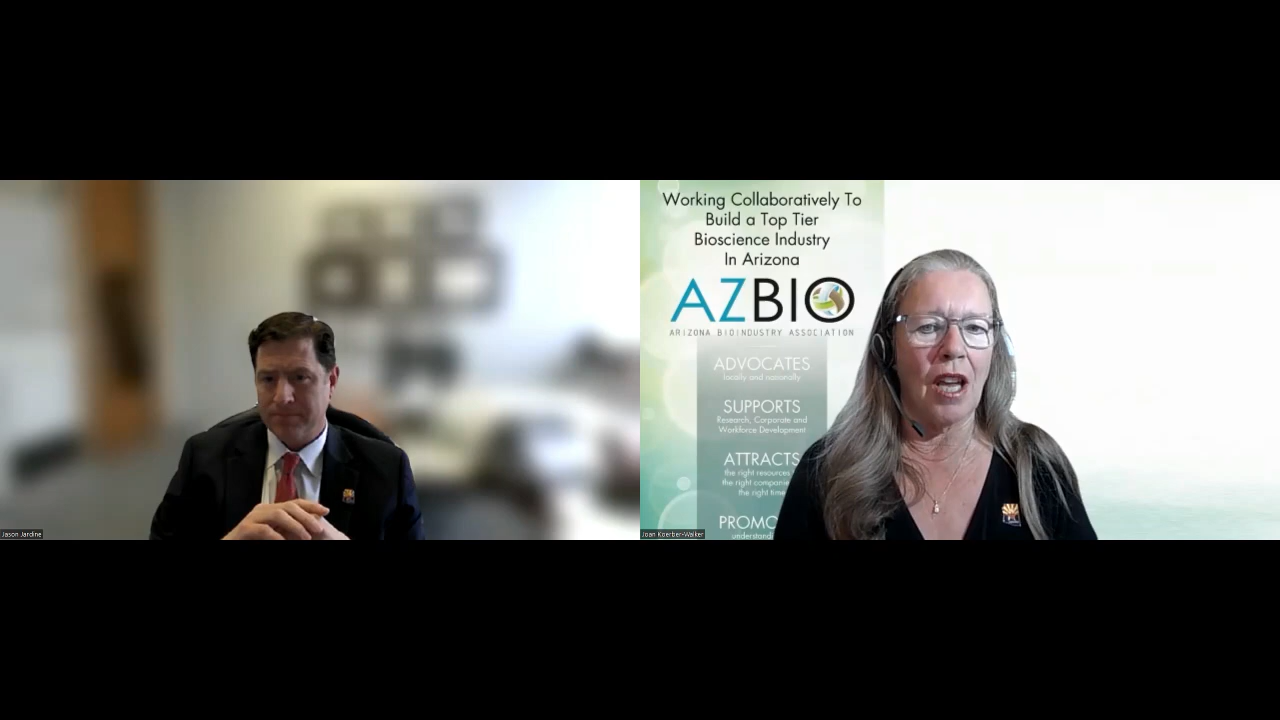 Working Collaboratively To
Build a Top Tier
Bioscience Industry
In Arizona
AZBIO
ARIZONA BIOINDUSTRY ASSOCIATION
ADVOCATES
locally and nationally
SUPPORTS
Research, Corporate and
Workforce Development
ATTRACTS
the right resources
the right companie
the right time
PROMO
understand
Jason Jardine
Joan Koerber-Walker